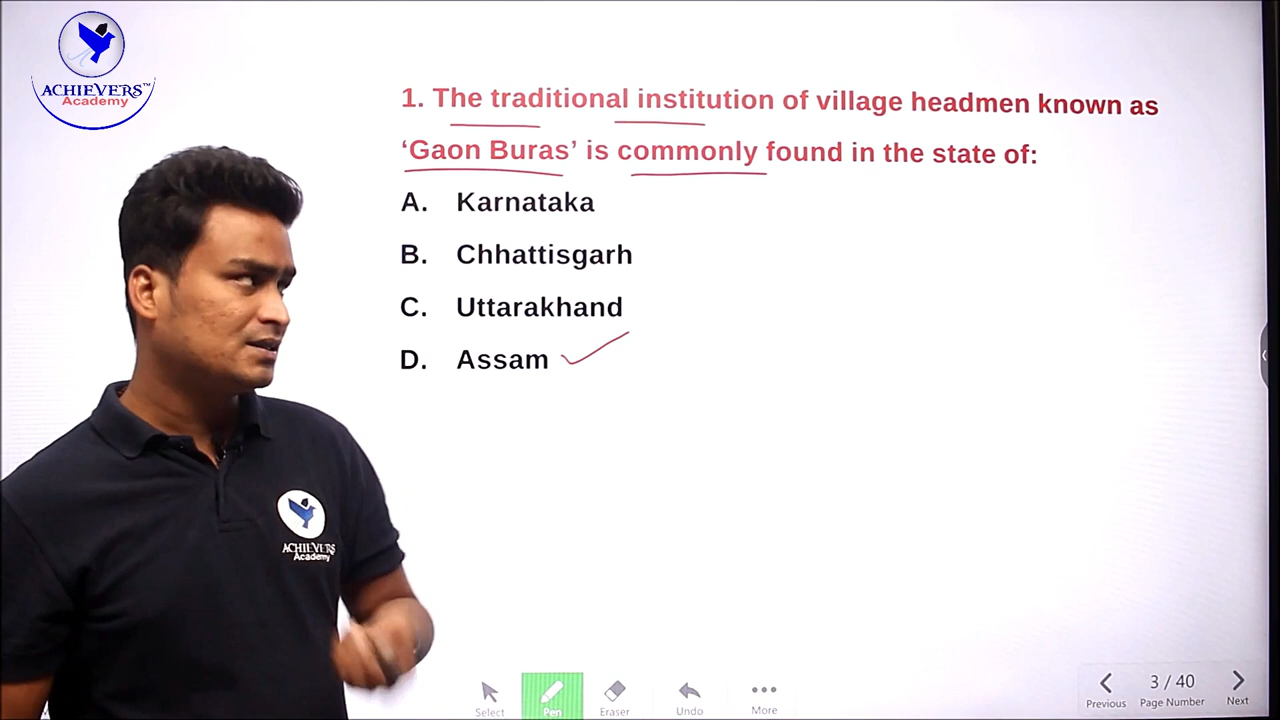 ACHIEVERS™
Academy
1. The traditional institution of village headmen known as
‘Gaon Buras’ is commonly found in the state of:
A. Karnataka
B. Chhattisgarh
C. Uttarakhand
D. Assam
ACHIEVERS
Academy
Select
Pen
Eraser
Undo
More
Previous
3 / 40
Page Number
Next